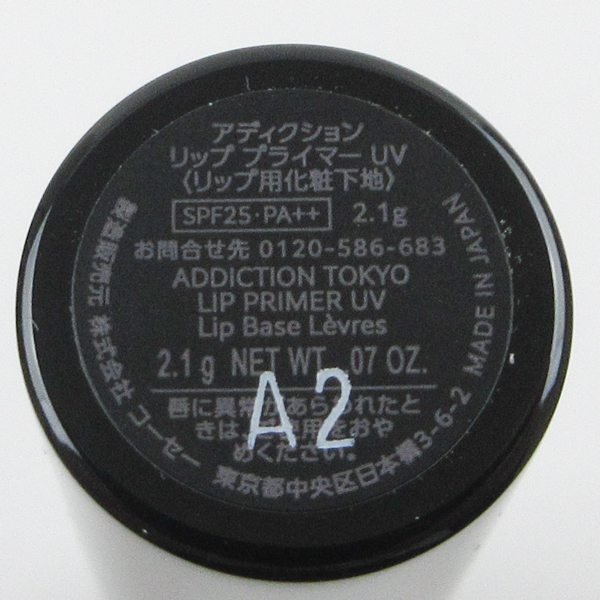 アディクション
リップ プライマー UV
〈リップ用化粧下地〉
SPF25・PA++ 2.1g
お問合せ先 0120-586-683
ADDICTION TOKYO
LIP PRIMER UV
Lip Base Lèvres
2.1 g NET WT. .07 OZ.
唇に異常があらわれたと
きは、ご使用をおや
めください。
A2
製造販売元 株式会社 コーセー 東京都中央区日本橋3-6-2 MADE IN JAPAN